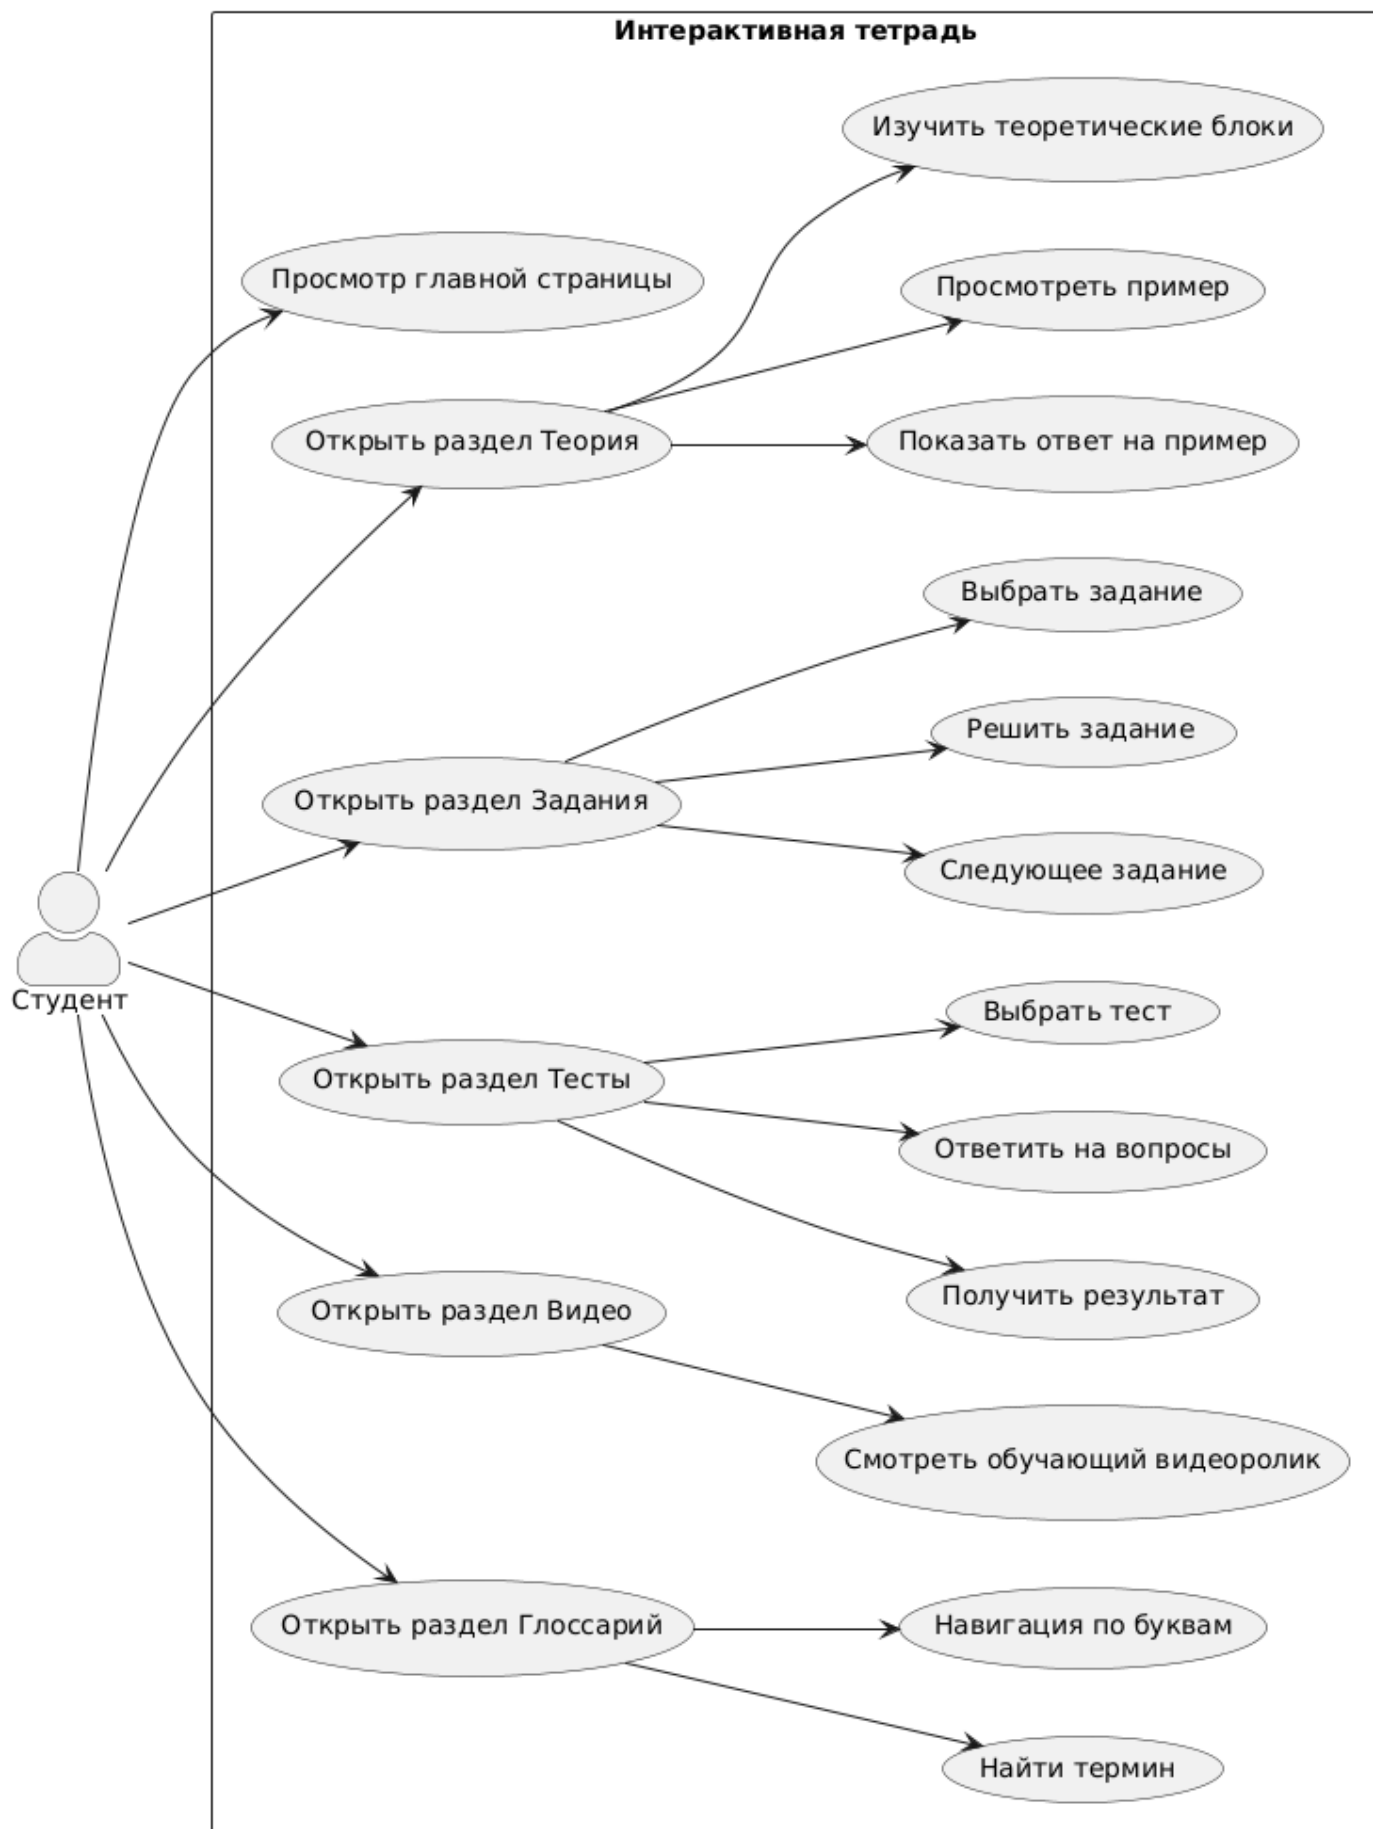 Интерактивная тетрадь
Изучить теоретические блоки
Просмотр главной страницы
Просмотреть пример
Открыть раздел Теория
Показать ответ на пример
Выбрать задание
Решить задание
Открыть раздел Задания
Следующее задание
Студент
Выбрать тест
Открыть раздел Тесты
Ответить на вопросы
Получить результат
Открыть раздел Видео
Смотреть обучающий видеоролик
Открыть раздел Глоссарий
Навигация по буквам
Найти термин